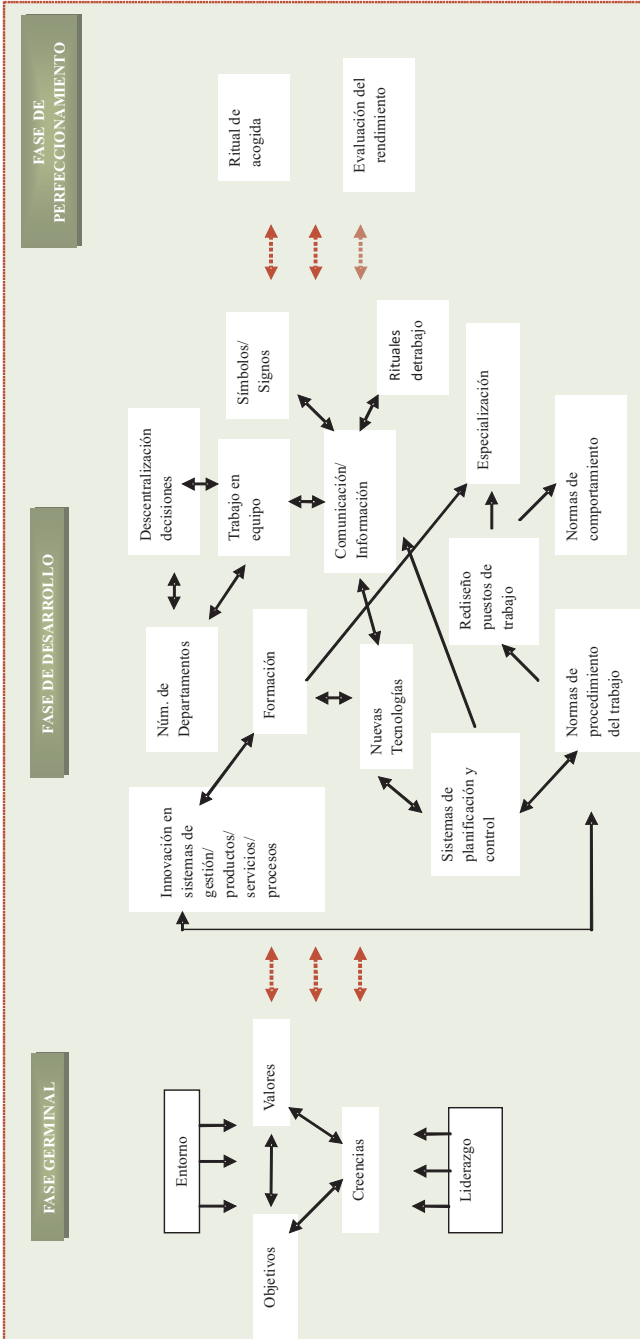 FASE GERMINAL
Entorno
Objetivos
Valores
Creencias
Liderazgo
FASE DE DESARROLLO
Innovación en
sistemas de
gestión/
productos/
servicios/
procesos
Núm. de
Departamentos
Descentralización
decisiones
Formación
Trabajo en
equipo
Simbolos/
Signos
Nuevas
Tecnologías
Comunicación/
Información
Rituales
detrabajo
Sistemas de
planificación y
control
Rediseño
puestos de
trabajo
Especialización
Normas de
procedimiento
del trabajo
Normas de
comportamiento
FASE DE
PERFECCIONAMIENTO
Ritual de
acogida
Evaluación del
rendimiento